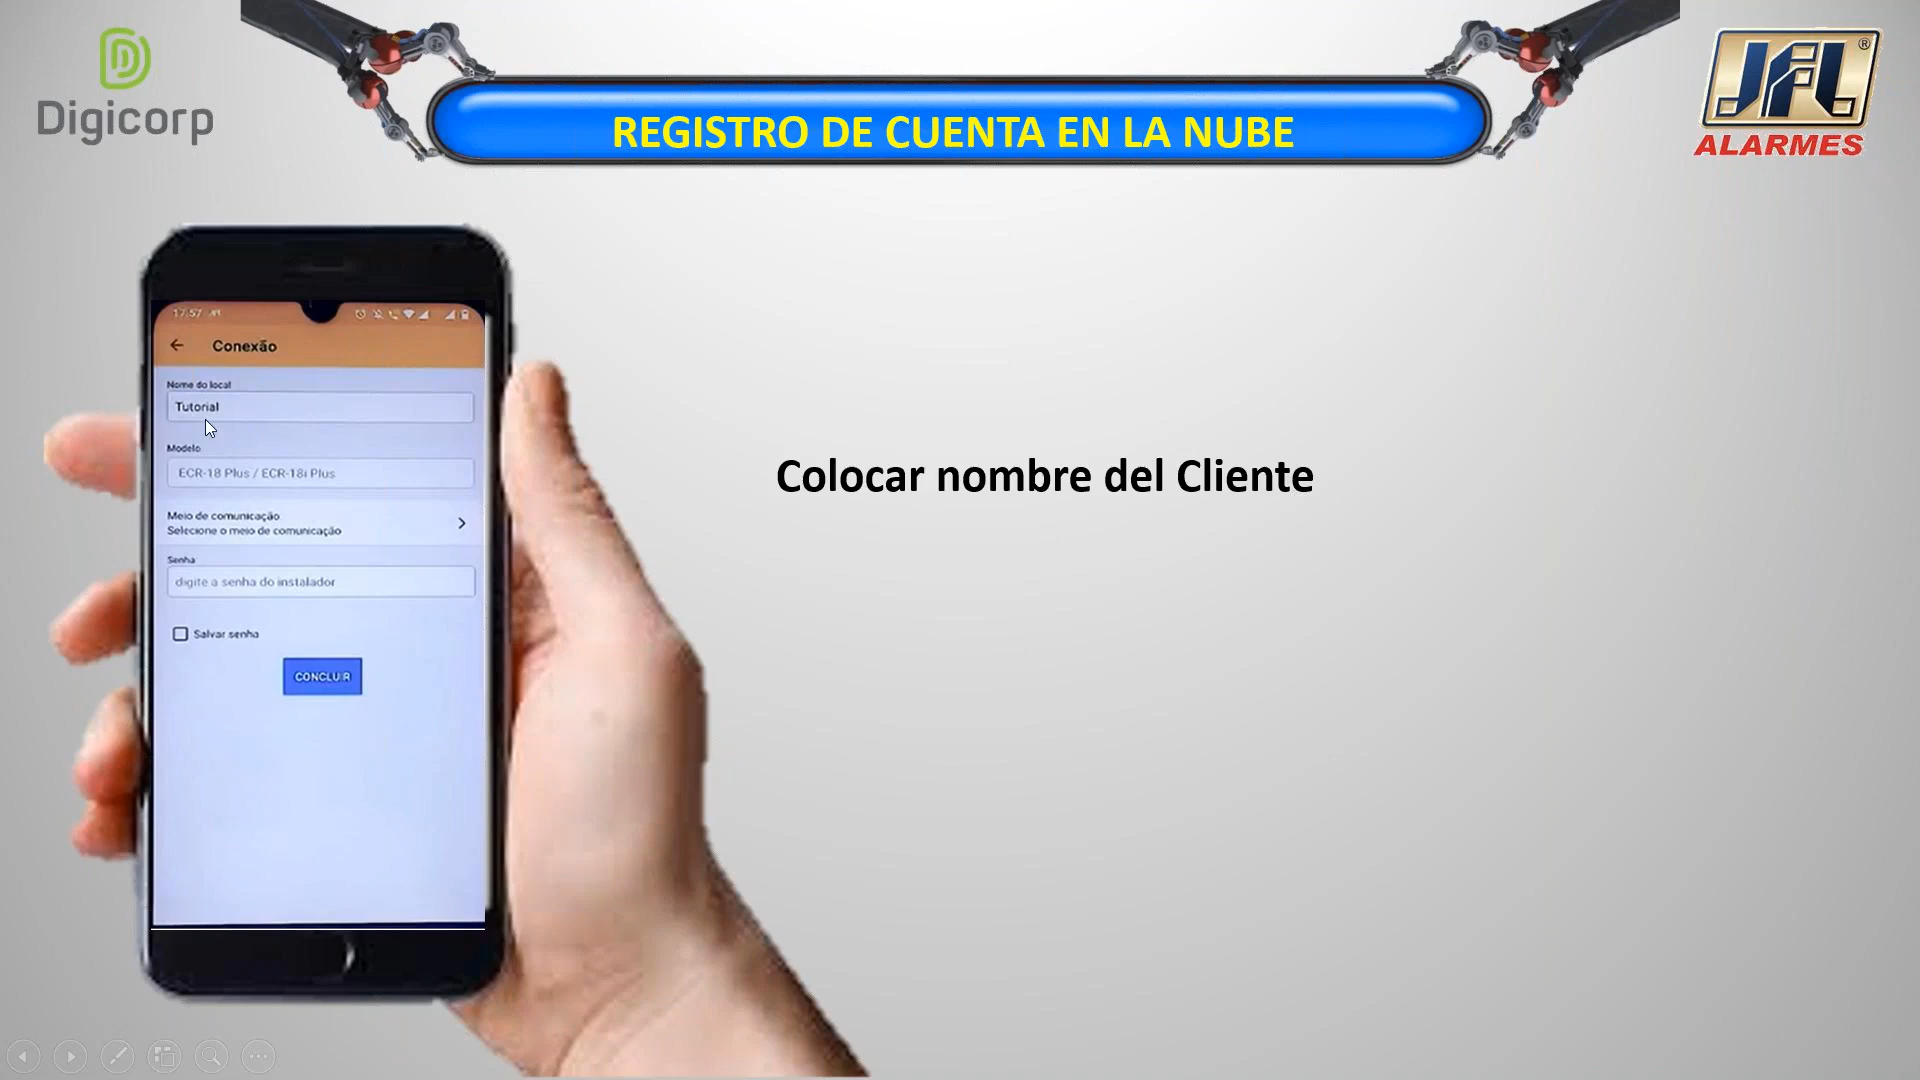 Digicorp
REGISTRO DE CUENTA EN LA NUBE
JFL®
ALARMES
17:57
Conexão
Nome do local
Tutorial
Modelo
ECR-18 Plus / ECR-18i Plus
Meio de comunicação
Selecione o meio de comunicação
Senha
digite a senha do instalador
Salvar senha
CONCLUIR
Colocar nombre del Cliente